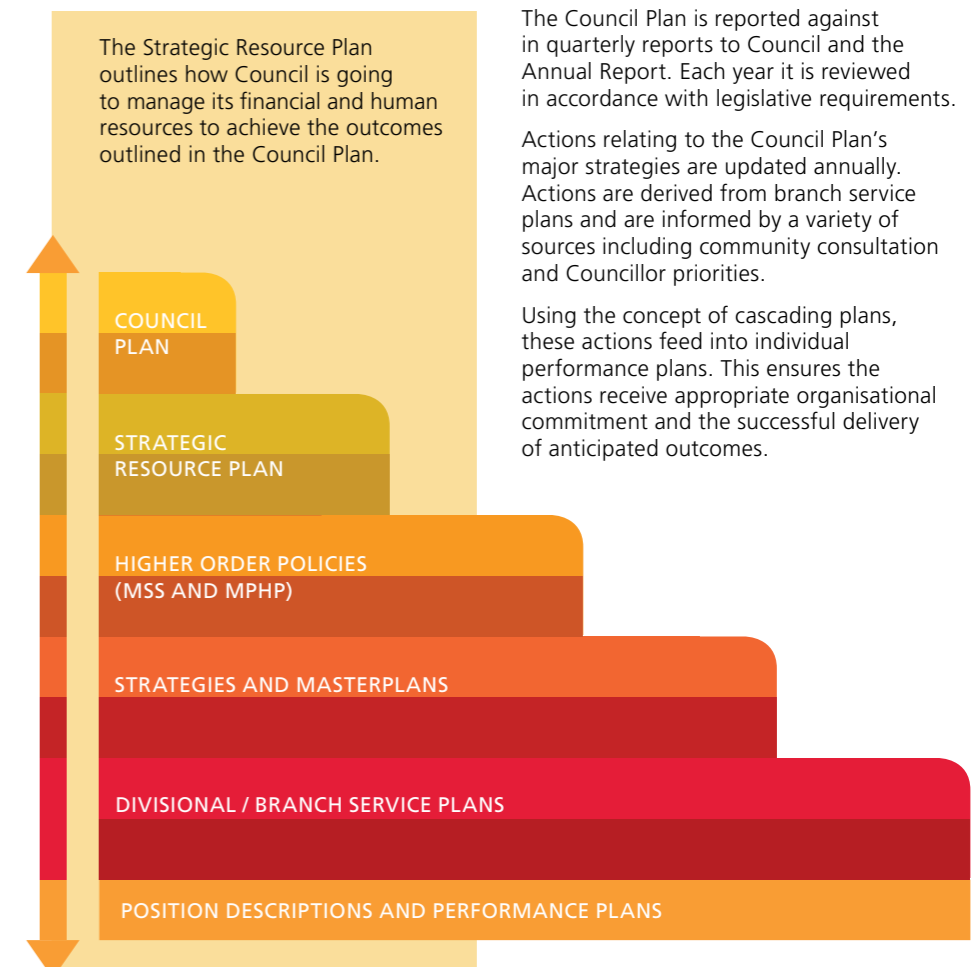 The Strategic Resource Plan
outlines how Council is going
to manage its financial and human
resources to achieve the outcomes
outlined in the Council Plan.
The Council Plan is reported against
in quarterly reports to Council and the
Annual Report. Each year it is reviewed
in accordance with legislative requirements.
Actions relating to the Council Plan’s
major strategies are updated annually.
Actions are derived from branch service
plans and are informed by a variety of
sources including community consultation
and Councillor priorities.
Using the concept of cascading plans,
these actions feed into individual
performance plans. This ensures the
actions receive appropriate organisational
commitment and the successful delivery
of anticipated outcomes.
COUNCIL
PLAN
STRATEGIC
RESOURCE PLAN
HIGHER ORDER POLICIES
(MSS AND MPHP)
STRATEGIES AND MASTERPLANS
DIVISIONAL / BRANCH SERVICE PLANS
POSITION DESCRIPTIONS AND PERFORMANCE PLANS